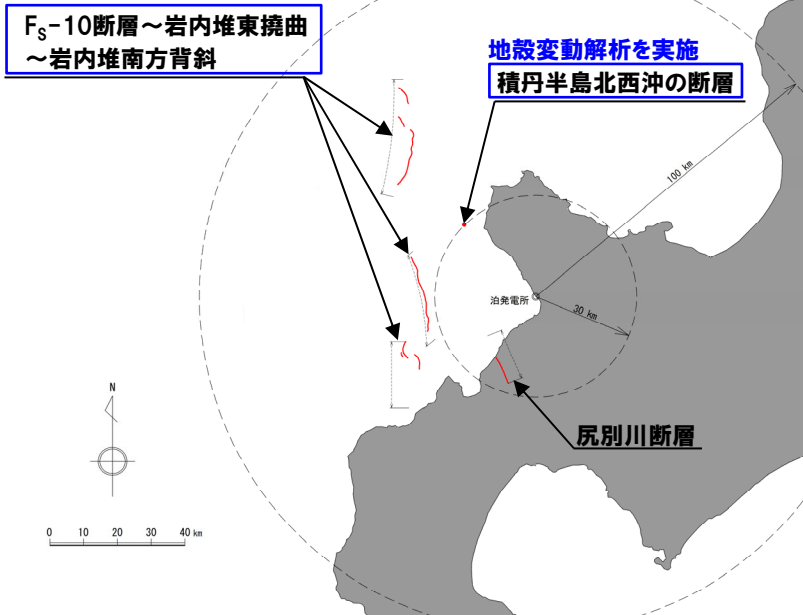 Fs-10断層～岩内堆東撓曲
～岩内堆南方背斜
地殻変動解析を実施
積丹半島北西沖の断層
100 km
泊発電所
30 km
尻別川断層
N
0 10 20 30 40 km